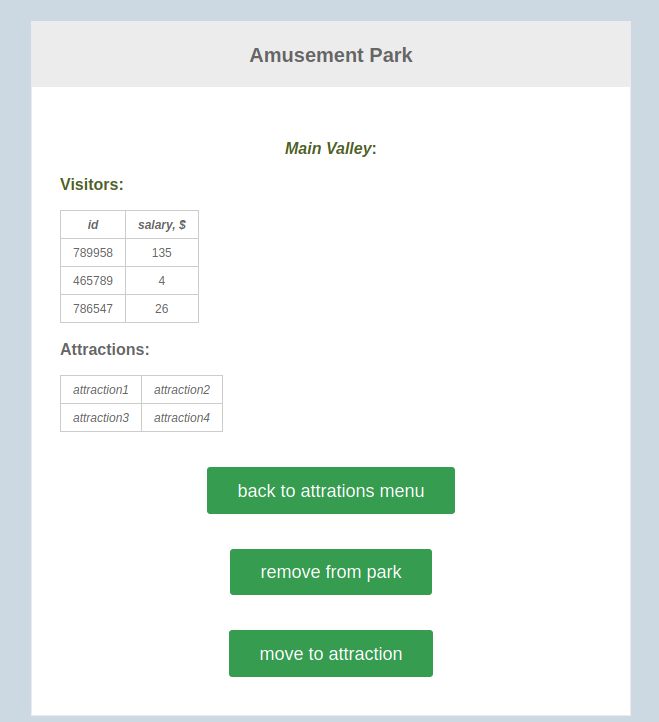 Amusement Park
Main Valley:
Visitors:
id salary, $
789958 135
465789 4
786547 26
Attractions:
attraction1 attraction2
attraction3 attraction4
back to attrations menu
remove from park
move to attraction